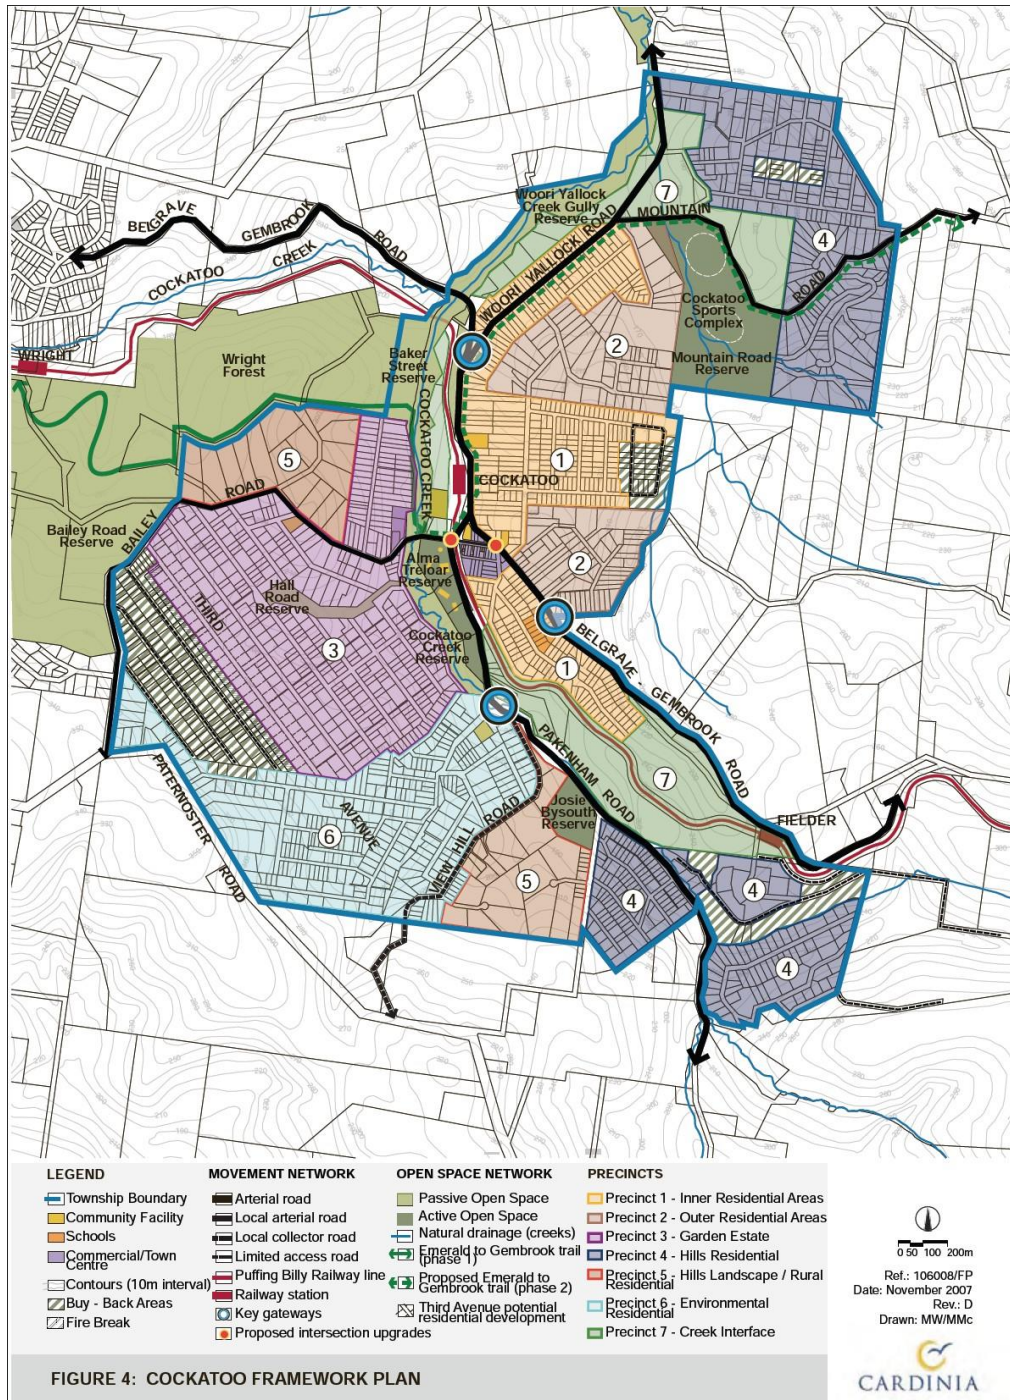 Woori Yallock
Creek Gully
Reserve
7
MOUNTAIN
WOORI YALLOCK ROAD
4
ROAD
BELGRAVE
GEMBROOK
ROAD
COCKATOO
CREEK
Cockatoo
Sports
Complex
2
Mountain Road
Reserve
WRIGHT
Wright
Forest
Baker
Street
Reserve
COCKATOO CREEK
5
ROAD
1
COCKATOO
Bailey Road
Reserve
BAILEY
Alma
Treloar
Reserve
2
Hall
Road
Reserve
THIRD
3
Cockatoo
Creek
Reserve
1
BELGRAVE - GEMBROOK
ROAD
PAKENHAM
ROAD
7
FIELDER
PATERNOSTER
ROAD
6
AVENUE
VIEW HILL
ROAD
Josie
Bysouth
Reserve
5
4
4
4
LEGEND
Township Boundary
Community Facility
Schools
Commercial/Town
Centre
Contours (10m interval)
Buy - Back Areas
Fire Break
MOVEMENT NETWORK
Arterial road
Local arterial road
Local collector road
Limited access road
Puffing Billy Railway line
Railway station
Key gateways
Proposed intersection upgrades
OPEN SPACE NETWORK
Passive Open Space
Active Open Space
Natural drainage (creeks)
Emerald to Gembrook trail
(phase 1)
Proposed Emerald to
Gembrook trail (phase 2)
Third Avenue potential
residential development
PRECINCTS
Precinct 1 - Inner Residential Areas
Precinct 2 - Outer Residential Areas
Precinct 3 - Garden Estate
Precinct 4 - Hills Residential
Precinct 5 - Hills Landscape / Rural
Residential
Precinct 6 - Environmental
Residential
Precinct 7 - Creek Interface
0 50 100 200m
Ref.: 106008/FP
Date: November 2007
Rev.: D
Drawn: MW/MMc
FIGURE 4: COCKATOO FRAMEWORK PLAN
CARDINIA